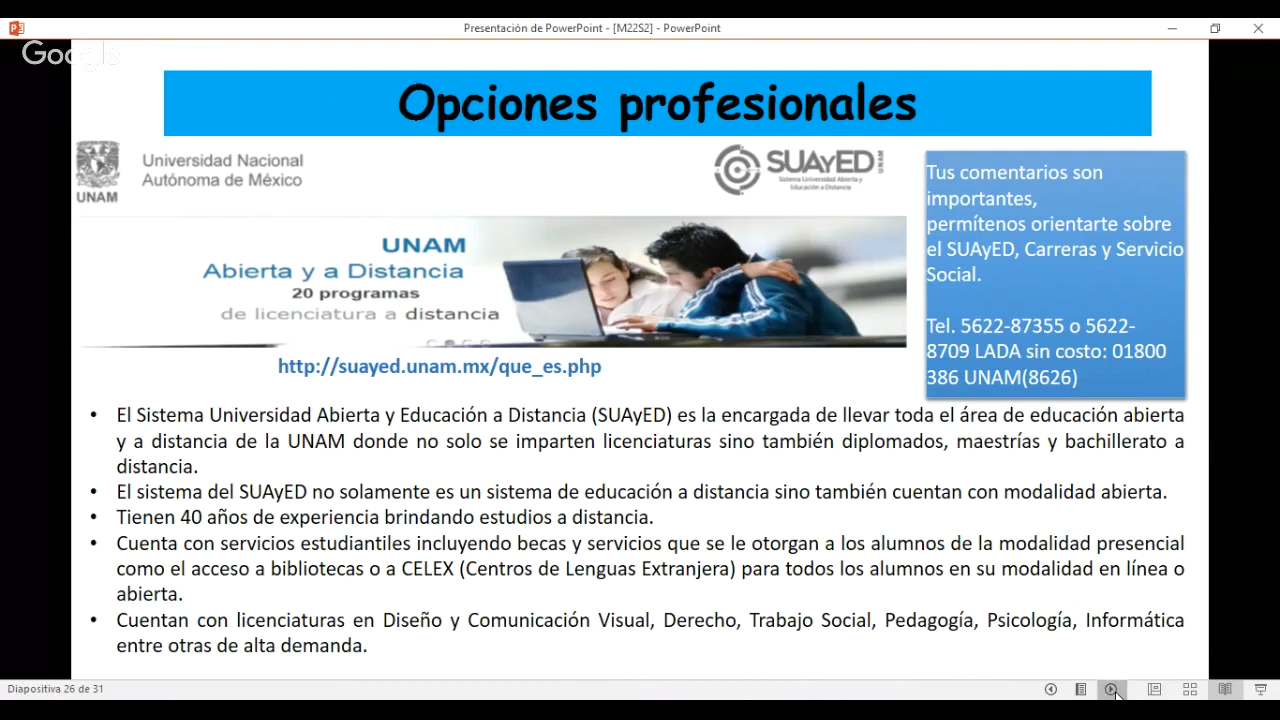 Presentación de PowerPoint - [M22S2] - PowerPoint
Google
Opciones profesionales
UNAM
Universidad Nacional
Autónoma de México
SUAyED
UNAM
Sistema Universidad Abierta y
Educación a Distancia
UNAM
Abierta y a Distancia
20 programas
de licenciatura a distancia
http://suayed.unam.mx/que_es.php
Tus comentarios son
importantes,
permítenos orientarte sobre
el SUAyED, Carreras y Servicio
Social.
Tel. 5622-87355 o 5622-
8709 LADA sin costo: 01800
386 UNAM(8626)
• El Sistema Universidad Abierta y Educación a Distancia (SUAyED) es la encargada de llevar toda el área de educación abierta
y a distancia de la UNAM donde no solo se imparten licenciaturas sino también diplomados, maestrías y bachillerato a
distancia.
• El sistema del SUAyED no solamente es un sistema de educación a distancia sino también cuentan con modalidad abierta.
• Tienen 40 años de experiencia brindando estudios a distancia.
• Cuenta con servicios estudiantiles incluyendo becas y servicios que se le otorgan a los alumnos de la modalidad presencial
como el acceso a bibliotecas o a CELEX (Centros de Lenguas Extranjera) para todos los alumnos en su modalidad en línea o
abierta.
• Cuentan con licenciaturas en Diseño y Comunicación Visual, Derecho, Trabajo Social, Pedagogía, Psicología, Informática
entre otras de alta demanda.
Diapositiva 26 de 31